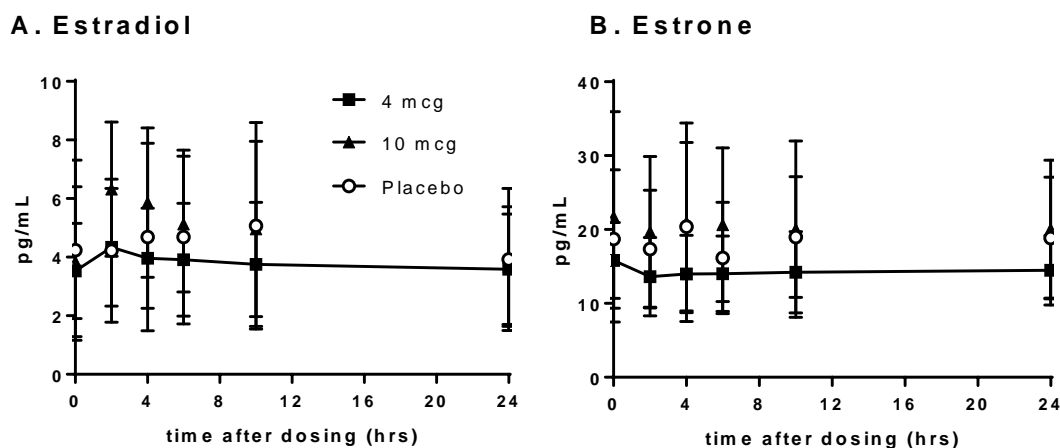 A. Estradiol
10
8
6
4
2
0
pg/mL
0 4 8 12 16 20 24
time after dosing (hrs)
4 mcg
10 mcg
Placebo
B. Estrone
40
30
20
10
0
pg/mL
0 4 8 12 16 20 24
time after dosing (hrs)